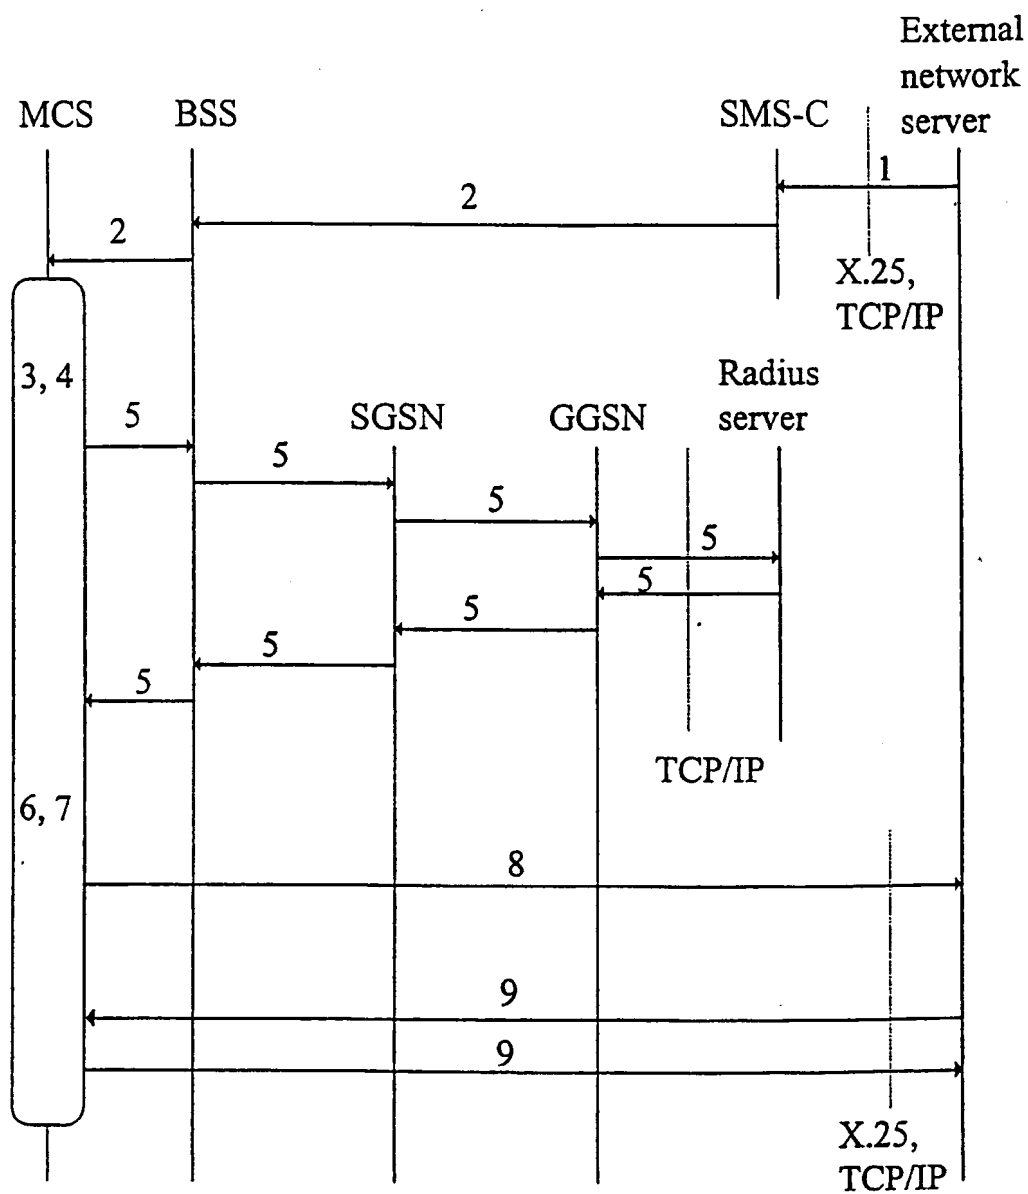 External
network
server
MCS
BSS
SMS-C
1
2
2
X.25,
TCP/IP
3, 4
Radius
server
SGSN
GGSN
5
5
5
5
5
5
5
5
TCP/IP
6, 7
8
9
9
X.25,
TCP/IP